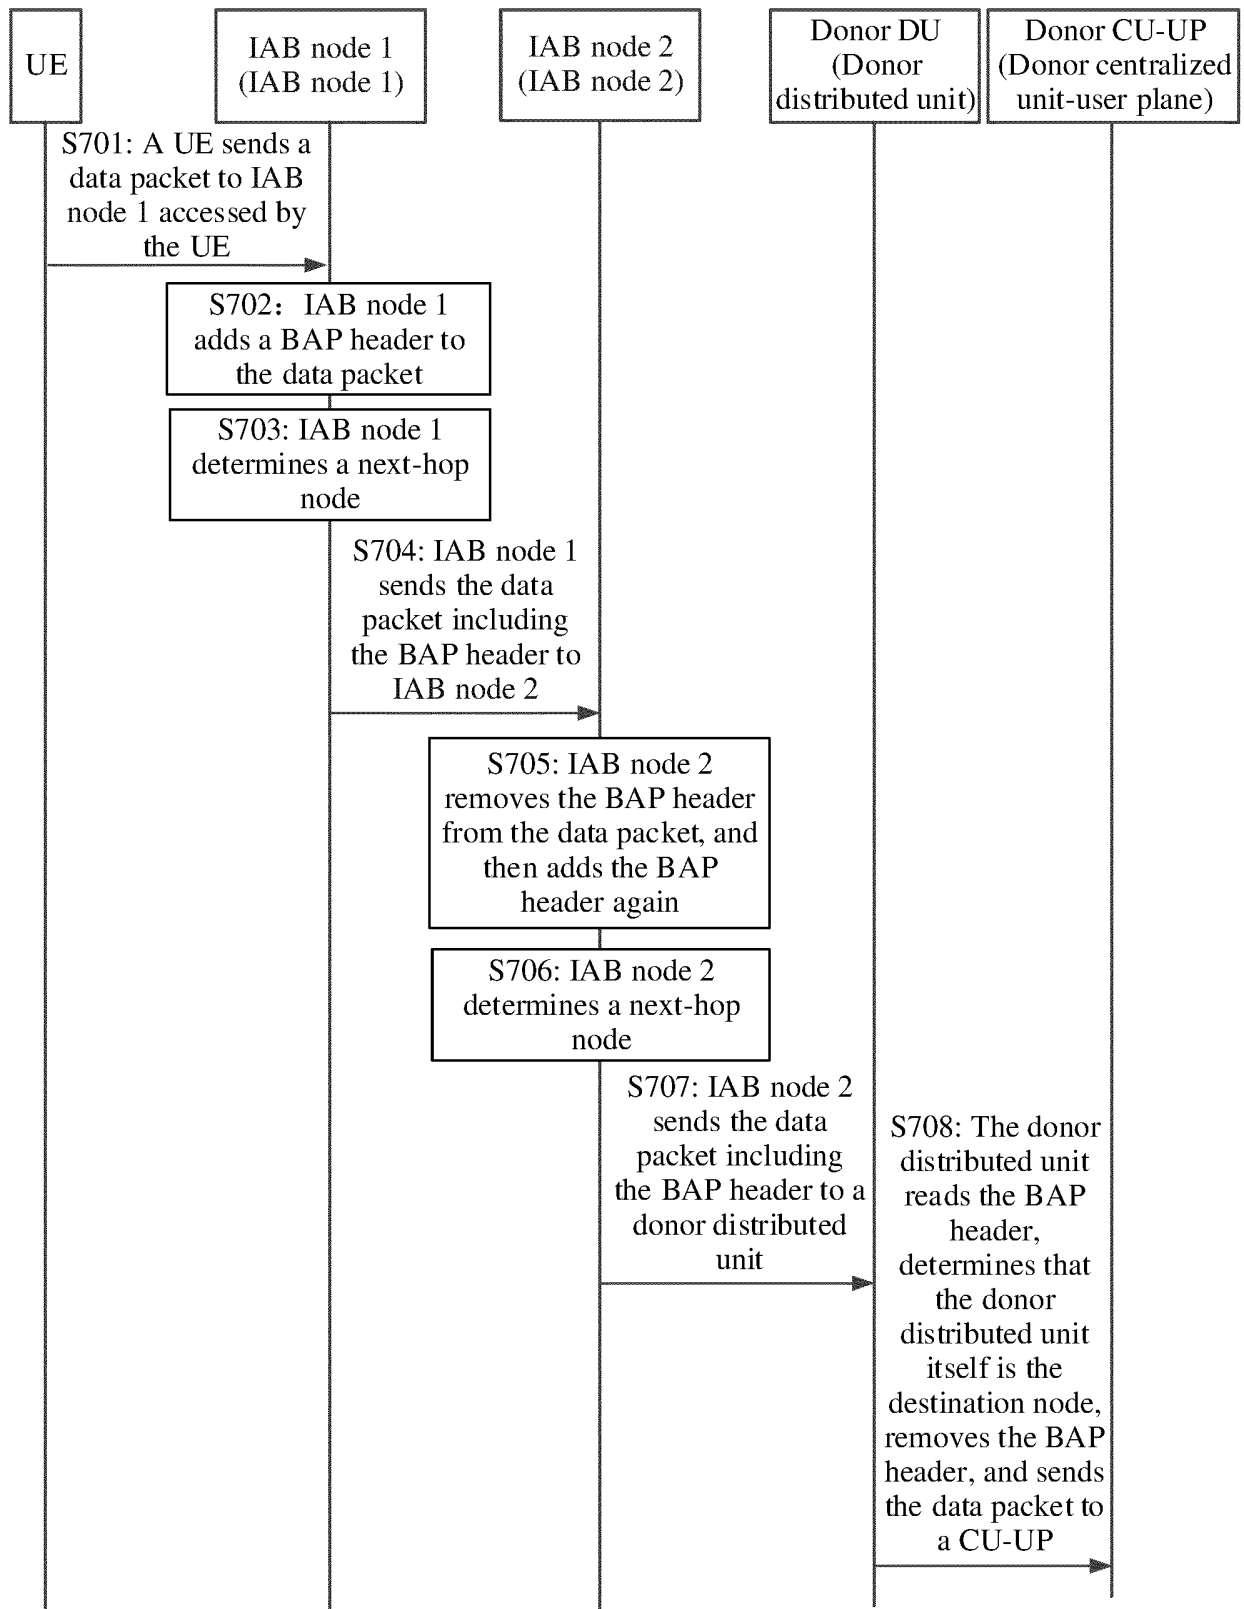 UE
IAB node 1
(IAB node 1)
IAB node 2
(IAB node 2)
Donor DU
(Donor
distributed unit)
Donor CU-UP
(Donor centralized
unit-user plane)
S701: A UE sends a
data packet to IAB
node 1 accessed by
the UE
S702: IAB node 1
adds a BAP header to
the data packet
S703: IAB node 1
determines a next-hop
node
S704: IAB node 1
sends the data
packet including
the BAP header to
IAB node 2
S705: IAB node 2
removes the BAP header
from the data packet, and
then adds the BAP
header again
S706: IAB node 2
determines a next-hop
node
S707: IAB node 2
sends the data
packet including
the BAP header to a
donor distributed
unit
S708: The donor
distributed unit
reads the BAP
header,
determines that
the donor
distributed unit
itself is the
destination node,
removes the BAP
header, and sends
the data packet to
a CU-UP